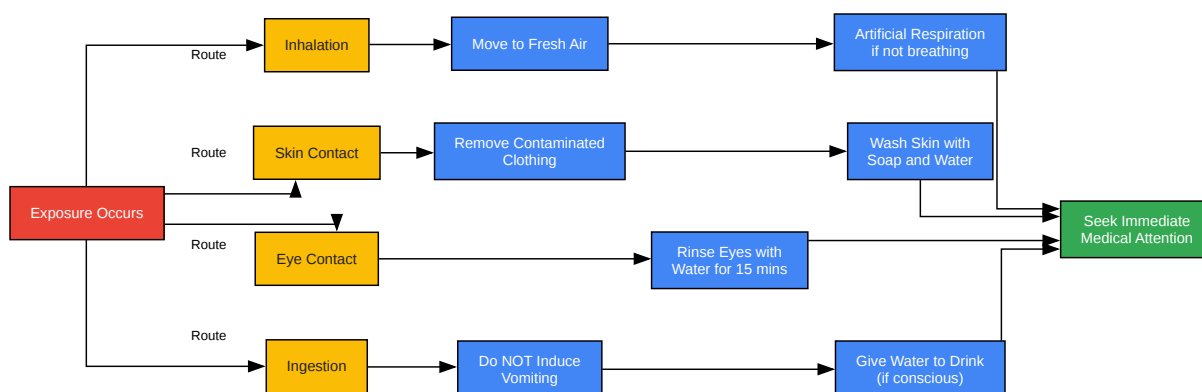 Exposure Occurs
Route
Inhalation
Move to Fresh Air
Artificial Respiration
if not breathing
Route
Skin Contact
Remove Contaminated
Clothing
Wash Skin with
Soap and Water
Route
Eye Contact
Rinse Eyes with
Water for 15 mins
Route
Ingestion
Do NOT Induce
Vomiting
Give Water to Drink
(if conscious)
Seek Immediate
Medical Attention